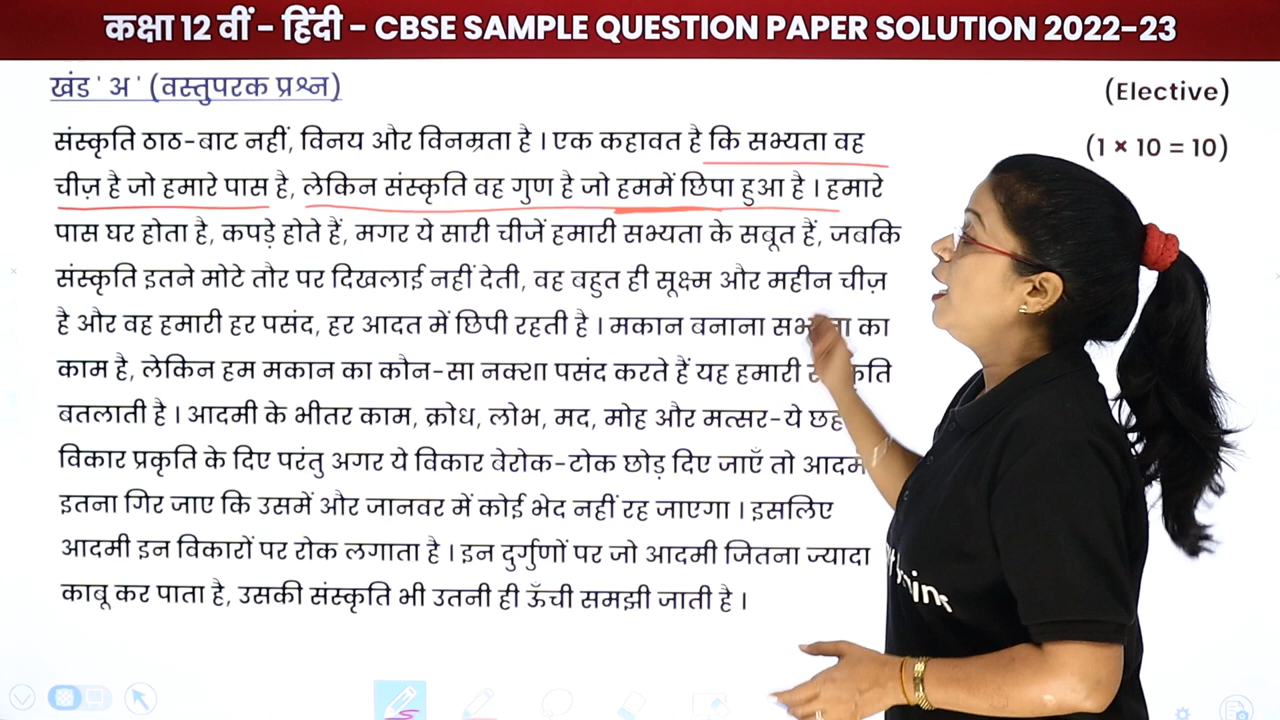 कक्षा 12 वीं - हिंदी - CBSE SAMPLE QUESTION PAPER SOLUTION 2022-23
खंड ' अ ' (वस्तुपरक प्रश्न)
(Elective)
(1 × 10 = 10)
संस्कृति ठाठ-बाट नहीं, विनय और विनम्रता है । एक कहावत है कि सभ्यता वह
चीज़ है जो हमारे पास है, लेकिन संस्कृति वह गुण है जो हममें छिपा हुआ है । हमारे
पास घर होता है, कपड़े होते हैं, मगर ये सारी चीजें हमारी सभ्यता के सबूत हैं, जबकि
संस्कृति इतने मोटे तौर पर दिखलाई नहीं देती, वह बहुत ही सूक्ष्म और महीन चीज़
है और वह हमारी हर पसंद, हर आदत में छिपी रहती है । मकान बनाना का
काम है, लेकिन हम मकान का कौन-सा नक्शा पसंद करते हैं यह हमारी
बतलाती है । आदमी के भीतर काम, क्रोध, लोभ, मद, मोह और मत्सर-ये
विकार प्रकृति के दिए परंतु अगर ये विकार बेरोक-टोक छोड़ दिए जाएँ तो
इतना गिर जाए कि उसमें और जानवर में कोई भेद नहीं रह जाएगा । इसलिए
आदमी इन विकारों पर रोक लगाता है । इन दुर्गुणों पर जो आदमी जितना ज्यादा
काबू कर पाता है, उसकी संस्कृति भी उतनी ही ऊँची समझी जाती है ।